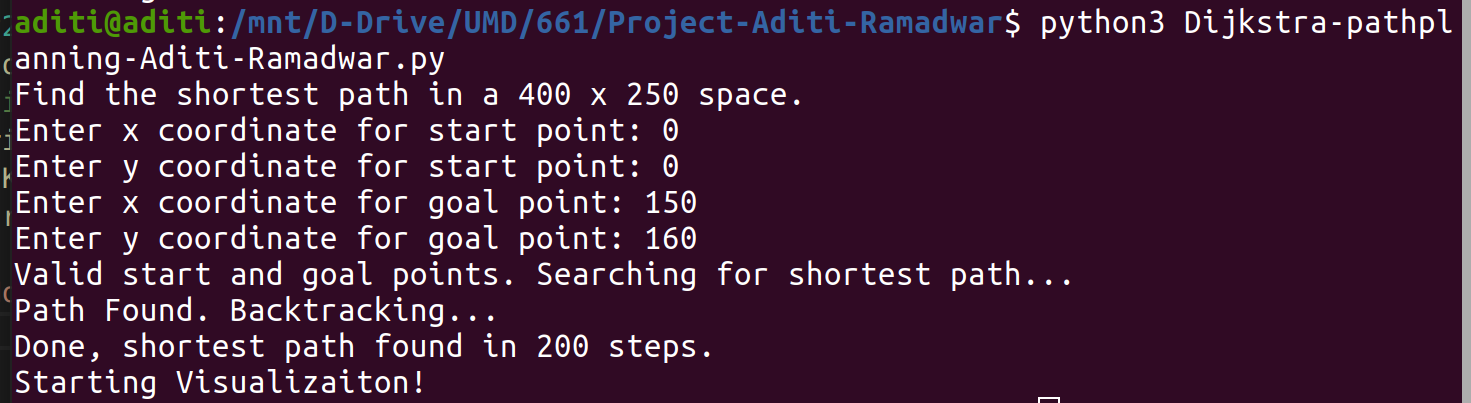 aditi@aditi:/mnt/D-Drive/UMD/661/Project-Aditi-Ramadwar$ python3 Dijkstra-pathpl
anning-Aditi-Ramadwar.py
Find the shortest path in a 400 x 250 space.
Enter x coordinate for start point: 0
Enter y coordinate for start point: 0
Enter x coordinate for goal point: 150
Enter y coordinate for goal point: 160
Valid start and goal points. Searching for shortest path...
Path Found. Backtracking...
Done, shortest path found in 200 steps.
Starting Visualizaiton!